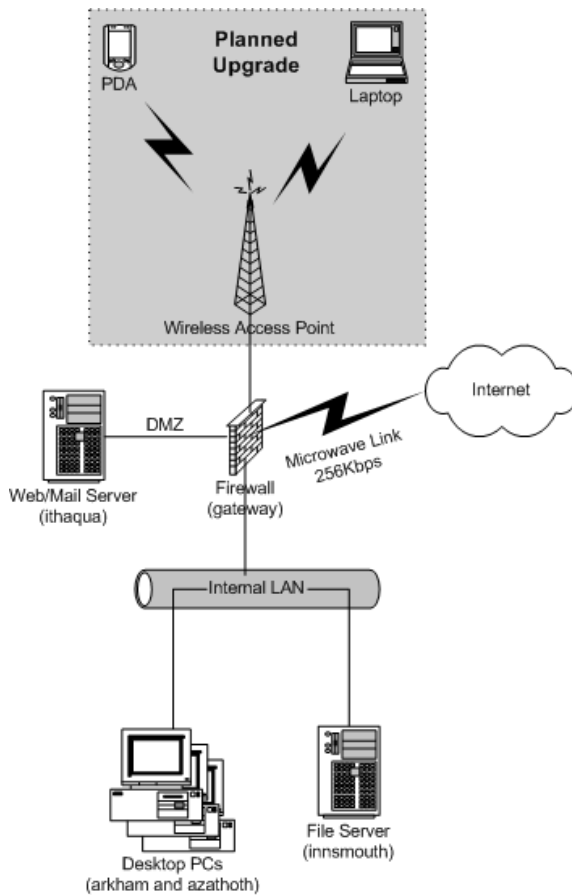 Planned
Upgrade
PDA
Laptop
Wireless Access Point
Internet
DMZ
Microwave Link
256Kbps
Web/Mail Server
(ithaqua)
Firewall
(gateway)
Internal LAN
File Server
(innsmouth)
Desktop PCs
(arkham and azathoth)